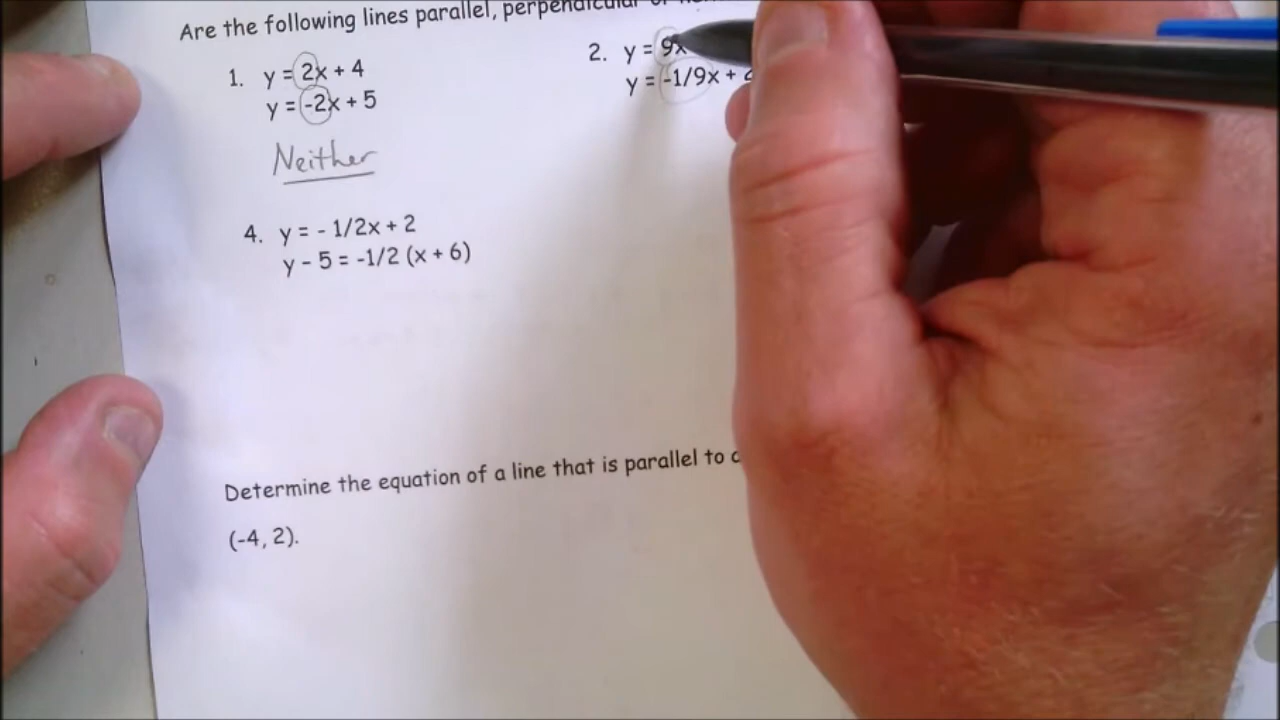 Are the following lines parallel, perpendicular
1. y = 2x + 4
y = -2x + 5
Neither
2. y = 9x
y = -1/9x +
4. y = - 1/2x + 2
y - 5 = -1/2 (x + 6)
Determine the equation of a line that is parallel to
(-4, 2).